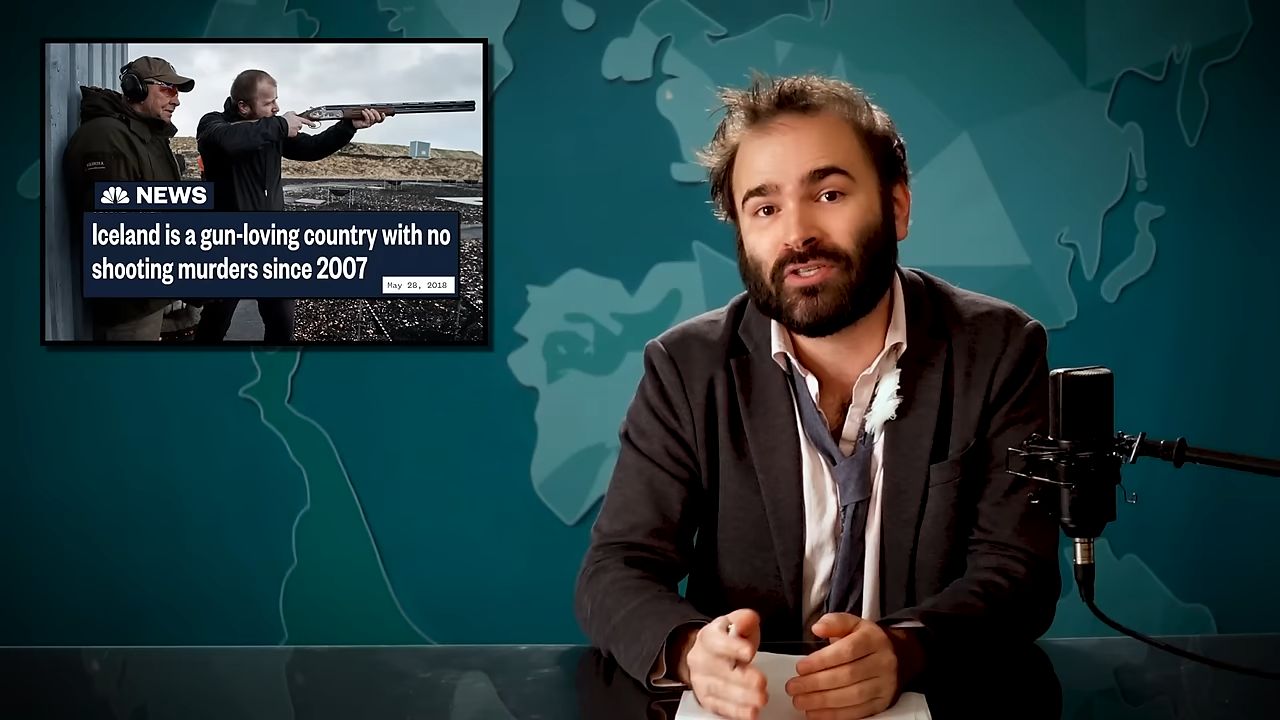 NEWS
Iceland is a gun-loving country with no
shooting murders since 2007
May 28, 2018